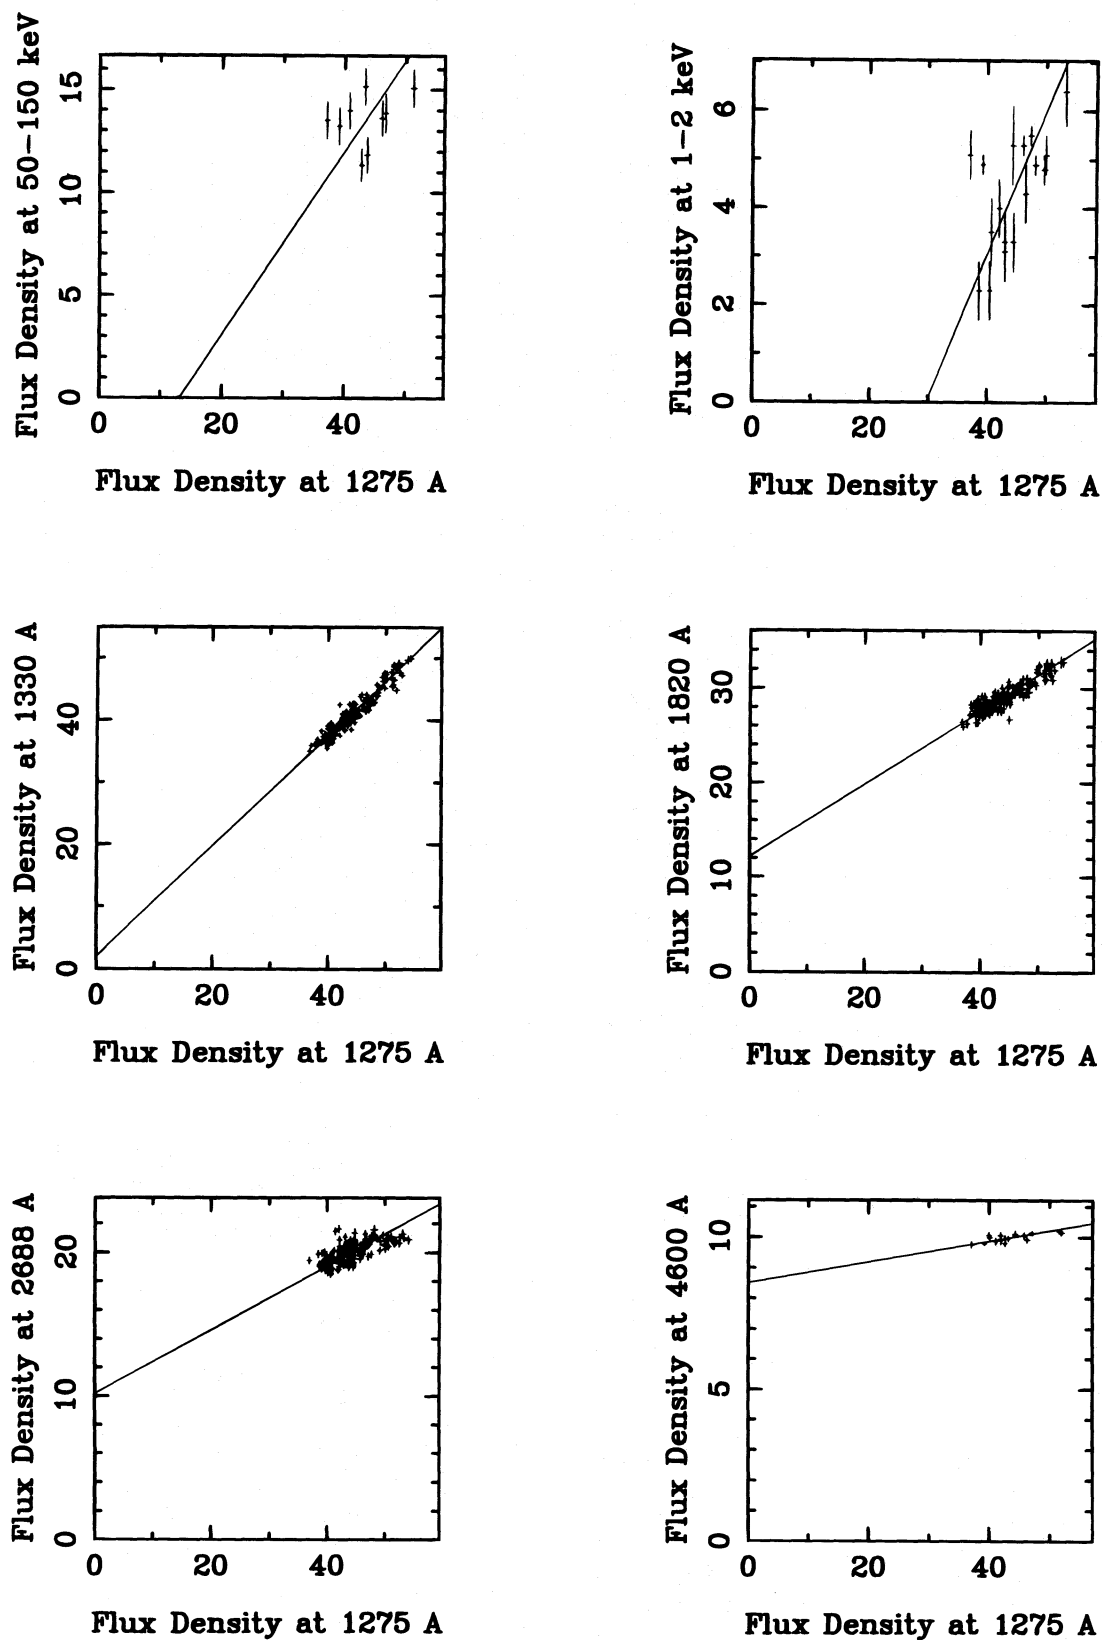 Flux Density at 50-150 keV
15
10
5
0
0 20 40
Flux Density at 1275 A
Flux Density at 1-2 keV
6
4
2
0
0 20 40
Flux Density at 1275 A
Flux Density at 1330 A
40
20
0
0 20 40
Flux Density at 1275 A
Flux Density at 1820 A
30
20
10
0
0 20 40
Flux Density at 1275 A
Flux Density at 2688 A
20
10
0
0 20 40
Flux Density at 1275 A
Flux Density at 4600 A
10
5
0
0 20 40
Flux Density at 1275 A